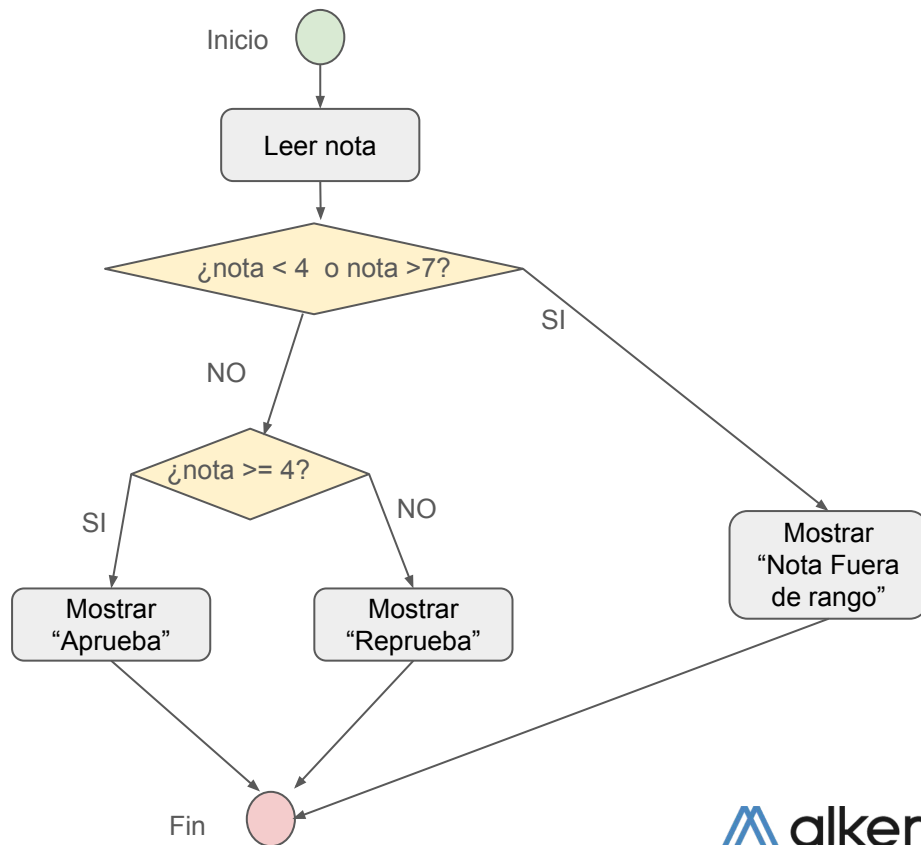 Inicio
Leer nota
¿nota < 4 o nota >7?
SI
NO
¿nota >= 4?
SI
NO
Mostrar
“Aprueba”
Mostrar
“Reprueba”
Mostrar
“Nota Fuera
de rango”
Fin
alker